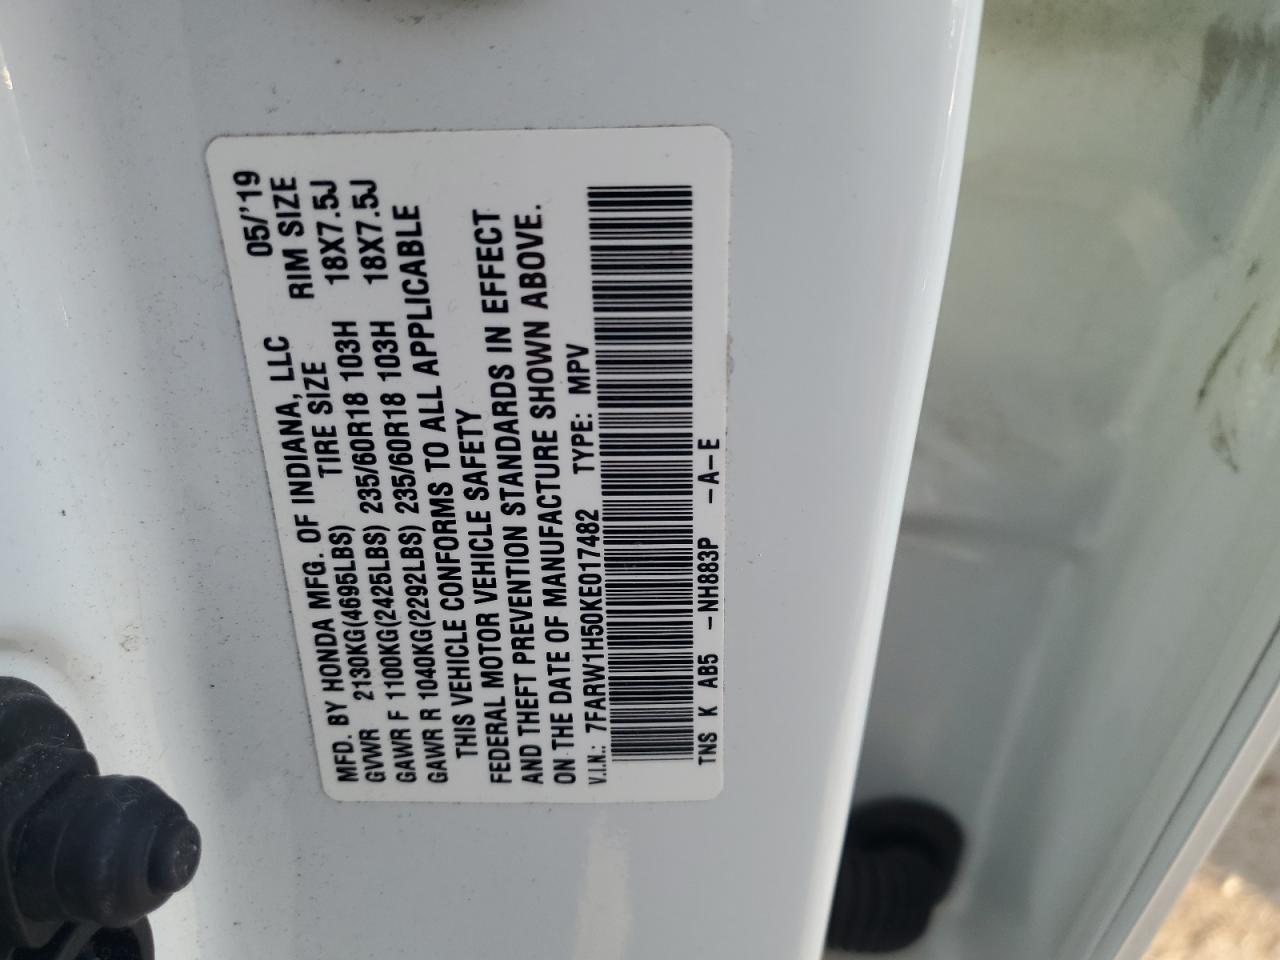 MFD. BY HONDA MFG. OF INDIANA, LLC 05/'19
TIRE SIZE RIM SIZE
GVWR 2130KG(4695LBS)
GAWR F 1100KG(2425LBS) 235/60R18 103H 18X7.5J
GAWR R 1040KG(2292LBS) 235/60R18 103H 18X7.5J
THIS VEHICLE CONFORMS TO ALL APPLICABLE
FEDERAL MOTOR VEHICLE SAFETY
AND THEFT PREVENTION STANDARDS IN EFFECT
ON THE DATE OF MANUFACTURE SHOWN ABOVE.
V.I.N.: 7FARW1H50KE017482 TYPE: MPV
TNS K AB5 -NH883P -A-E